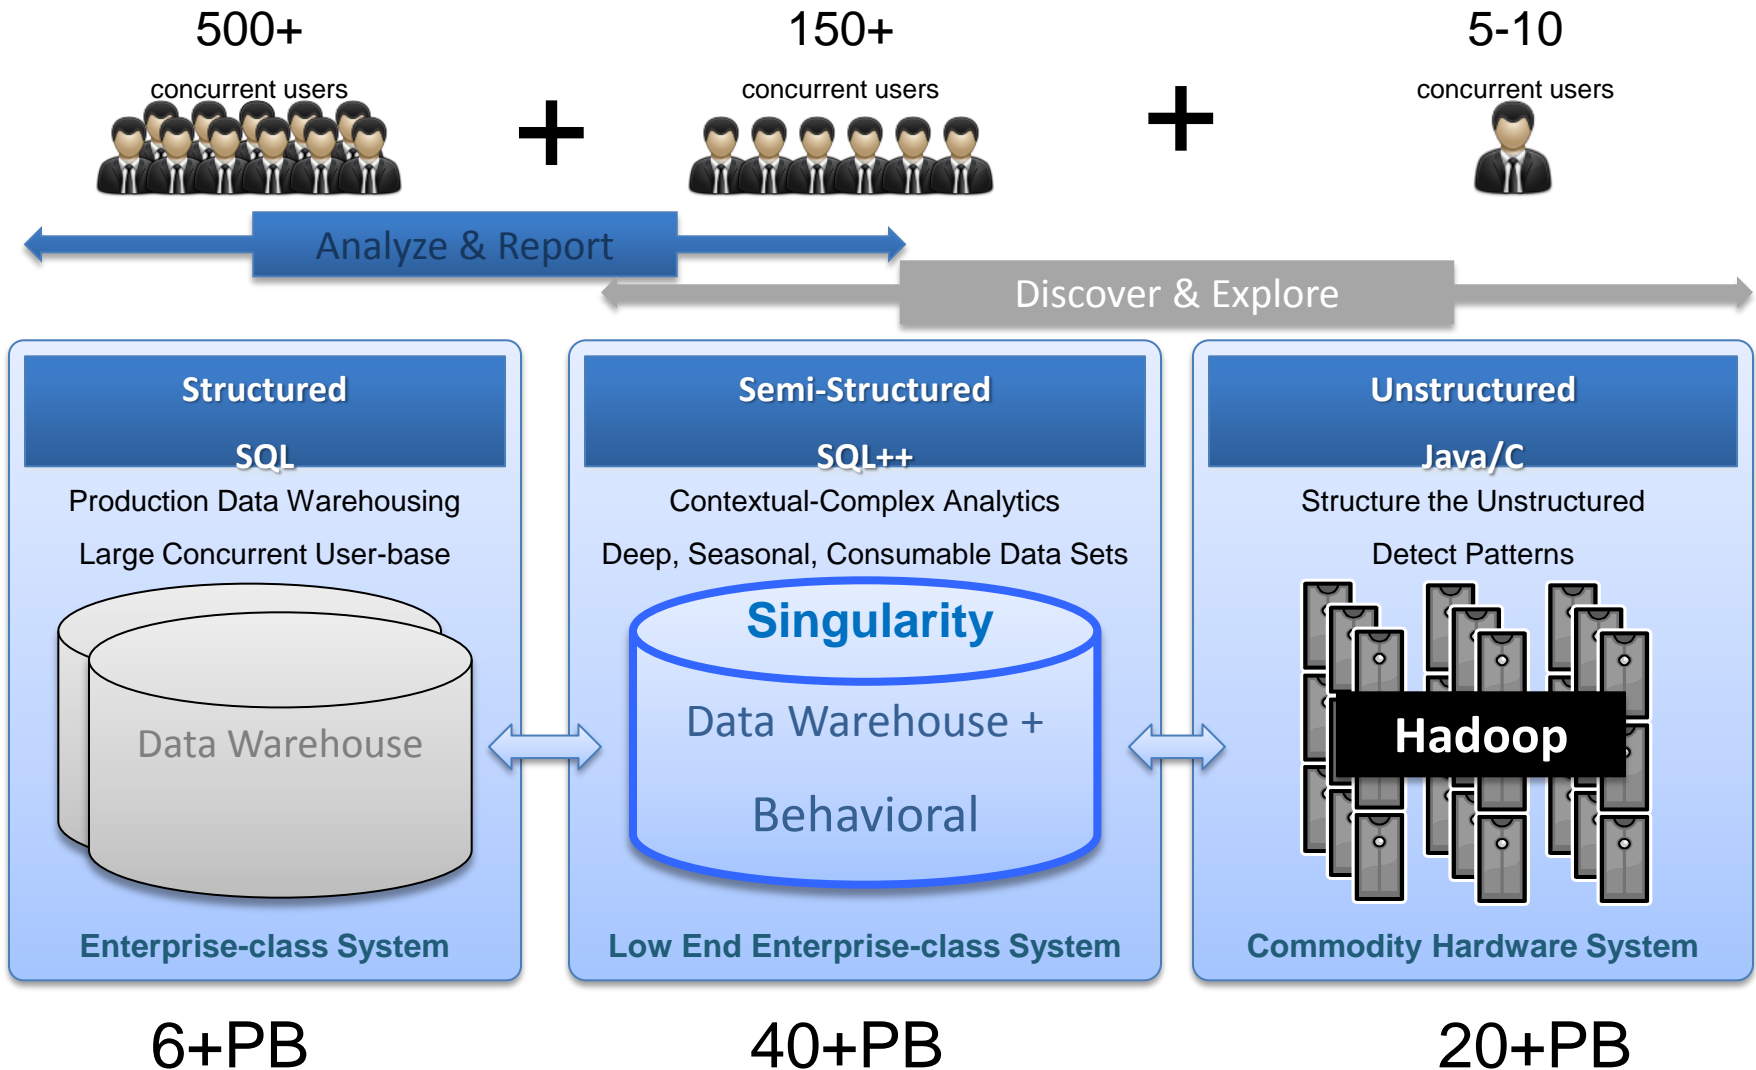 500+
concurrent users
150+
concurrent users
5-10
concurrent users
+
+
Analyze & Report
Discover & Explore
Structured
SQL
Production Data Warehousing
Large Concurrent User-base
Data Warehouse
Enterprise-class System
6+PB
Semi-Structured
SQL++
Contextual-Complex Analytics
Deep, Seasonal, Consumable Data Sets
Singularity
Data Warehouse +
Behavioral
Low End Enterprise-class System
40+PB
Unstructured
Java/C
Structure the Unstructured
Detect Patterns
Hadoop
Commodity Hardware System
20+PB